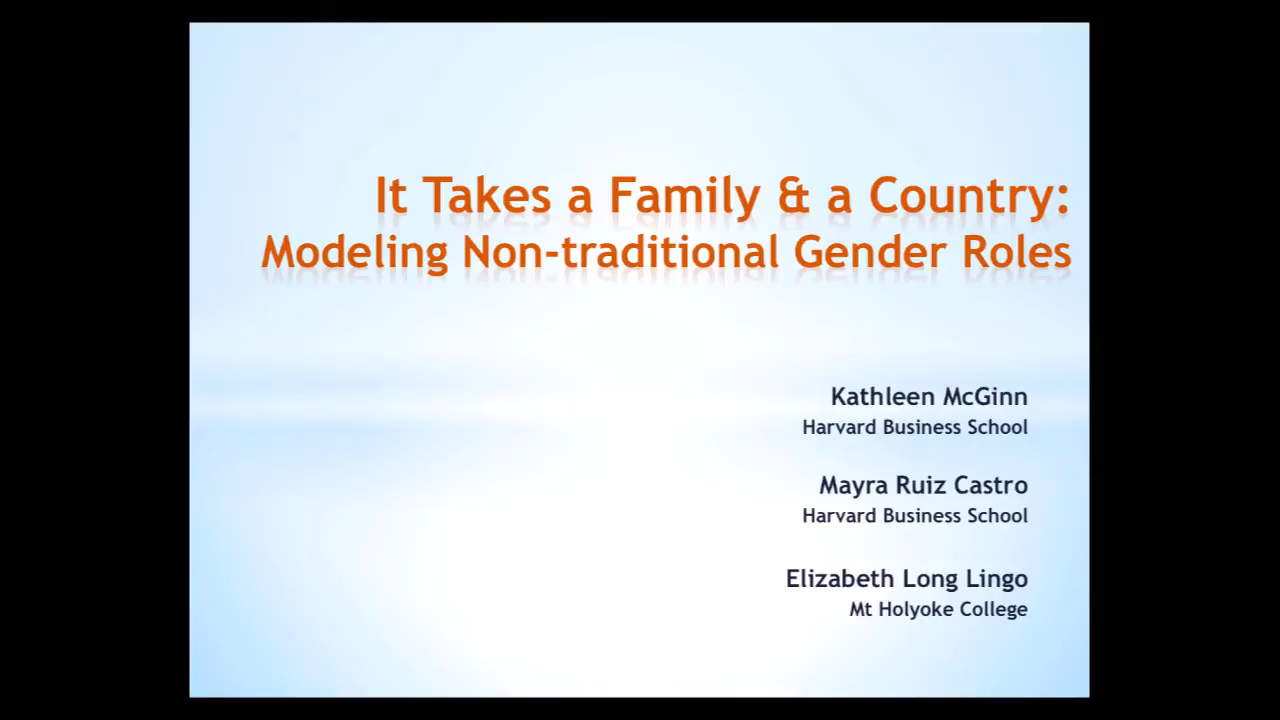 It Takes a Family & a Country:
Modeling Non-traditional Gender Roles
Kathleen McGinn
Harvard Business School
Mayra Ruiz Castro
Harvard Business School
Elizabeth Long Lingo
Mt Holyoke College